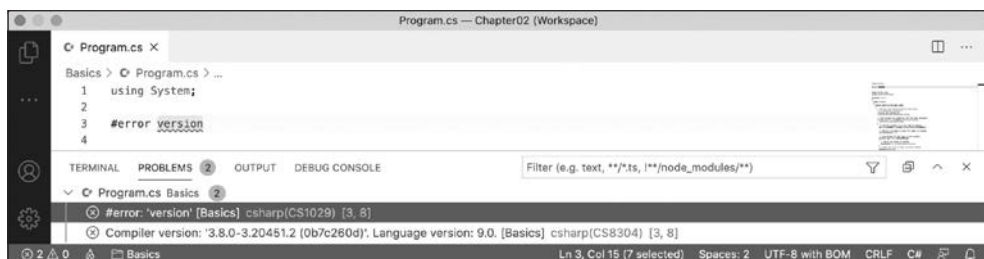 Program.cs — Chapter02 (Workspace)
Program.cs ×
Basics > Program.cs > ...
1 using System;
2
3 #error version
4
TERMINAL PROBLEMS 2 OUTPUT DEBUG CONSOLE Filter (e.g. text, **/*.ts, !**/node_modules/**)
Program.cs Basics 2
#error: 'version' [Basics] csharp(CS1029) [3, 8]
Compiler version: '3.8.0-3.20451.2 (0b7c260d)'. Language version: 9.0. [Basics] csharp(CS8304) [3, 8]
2 0 Basics Ln 3, Col 15 (7 selected) Spaces: 2 UTF-8 with BOM CRLF C#